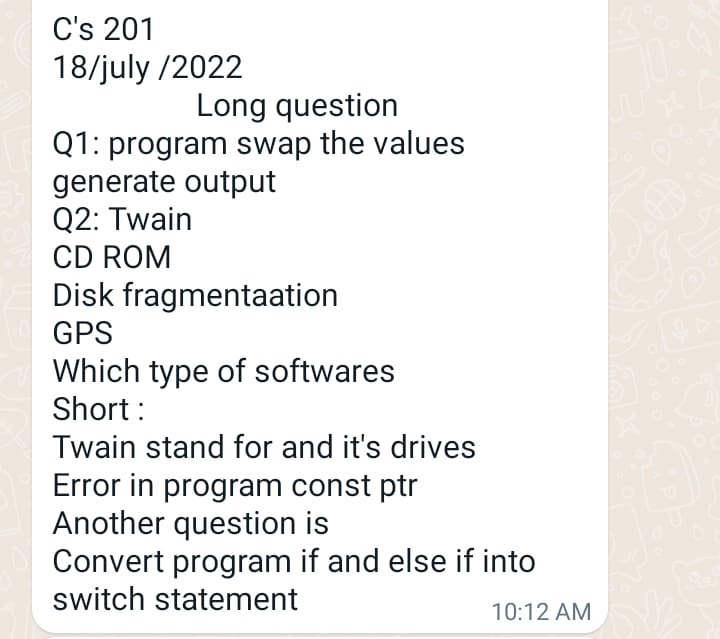 C's 201
18/july /2022
Long question
Q1: program swap the values
generate output
Q2: Twain
CD ROM
Disk fragmentaation
GPS
Which type of softwares
Short :
Twain stand for and it's drives
Error in program const ptr
Another question is
Convert program if and else if into
switch statement
10:12 AM